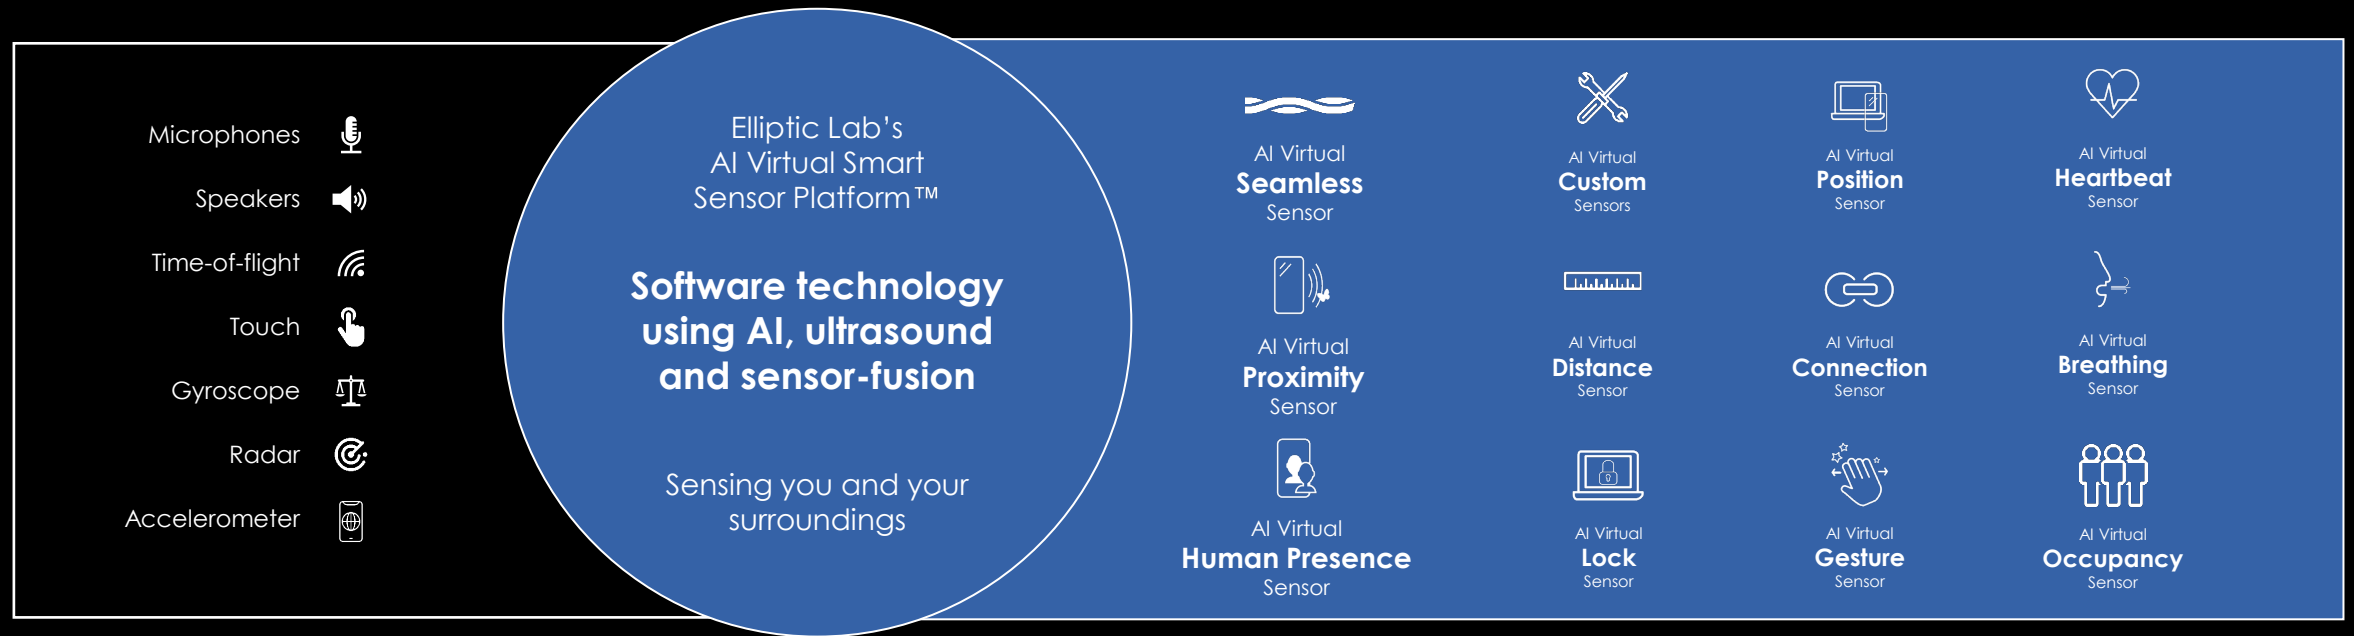 Microphones
Speakers
Time-of-flight
Touch
Gyroscope
Radar
Accelerometer
Elliptic Lab’s
AI Virtual Smart
Sensor Platform™
Software technology
using AI, ultrasound
and sensor-fusion
Sensing you and your
surroundings
AI Virtual
Seamless
Sensor
AI Virtual
Custom
Sensors
AI Virtual
Position
Sensor
AI Virtual
Heartbeat
Sensor
AI Virtual
Proximity
Sensor
AI Virtual
Distance
Sensor
AI Virtual
Connection
Sensor
AI Virtual
Breathing
Sensor
AI Virtual
Human Presence
Sensor
AI Virtual
Lock
Sensor
AI Virtual
Gesture
Sensor
AI Virtual
Occupancy
Sensor